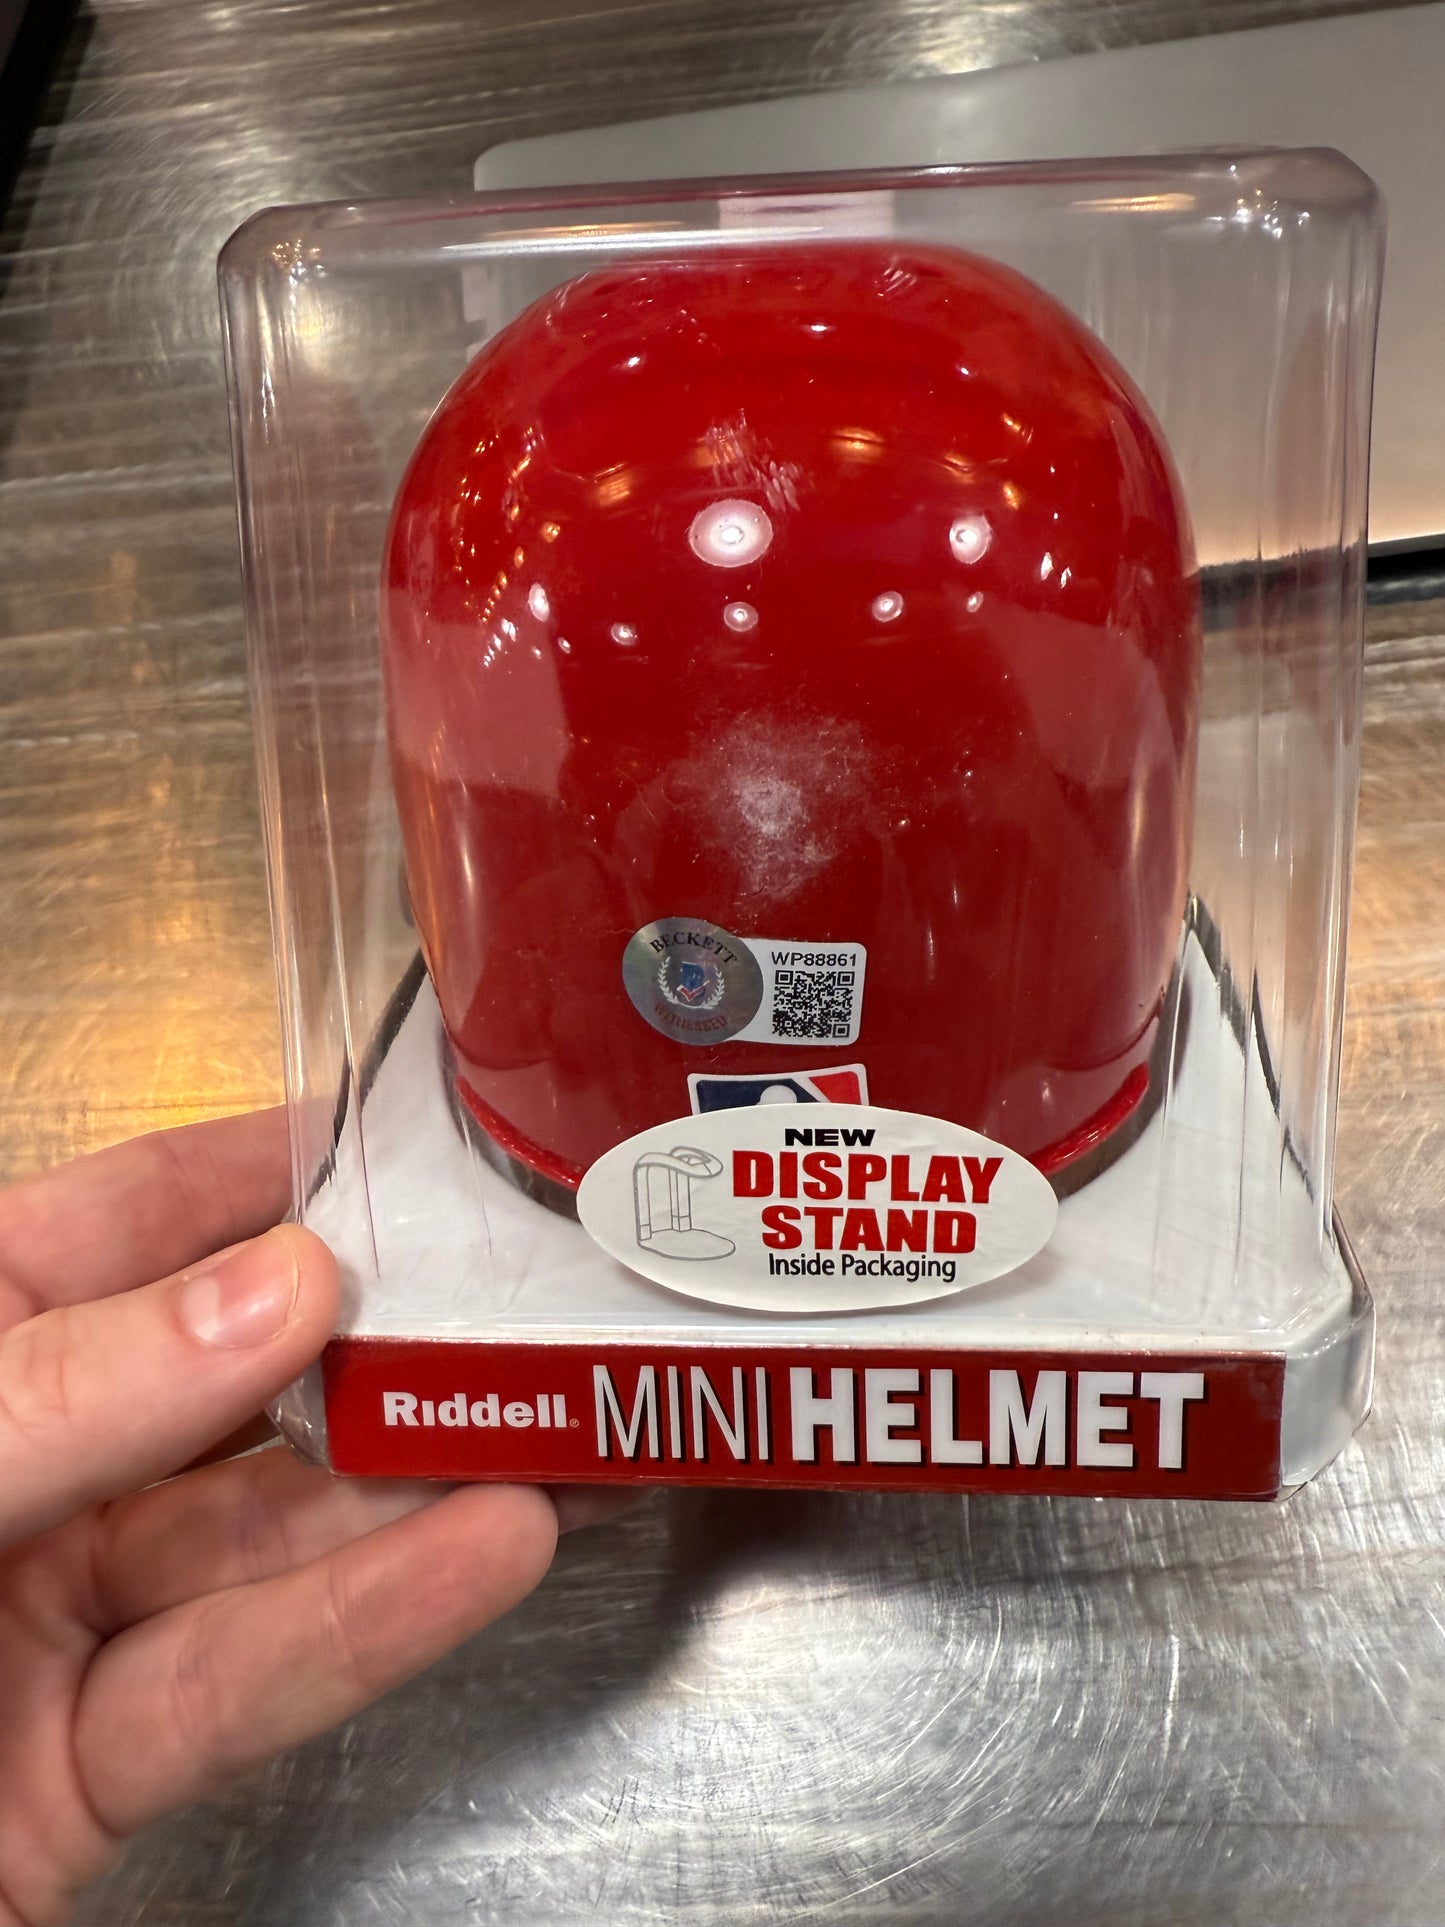 BECKETT
WITNESSED
WP88861
NEW
DISPLAY
STAND
Inside Packaging
Riddell® MINI HELMET